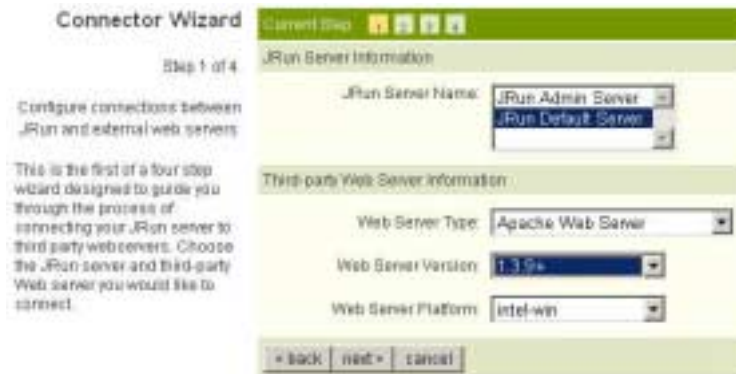 Connector Wizard
Step 1 of 4
Configure connections between
JRun and external web servers
This is the first of a four step
wizard designed to guide you
through the process of
connecting your JRun server to
third party webservers. Choose
the JRun server and third-party
Web server you would like to
connect.
Current Step 1 2 3 4
JRun Server Information
JRun Server Name:
JRun Admin Server
JRun Default Server
Third-party Web Server Information
Web Server Type: Apache Web Server
Web Server Version: 1.3.9+
Web Server Platform: intel-win
< back next > cancel